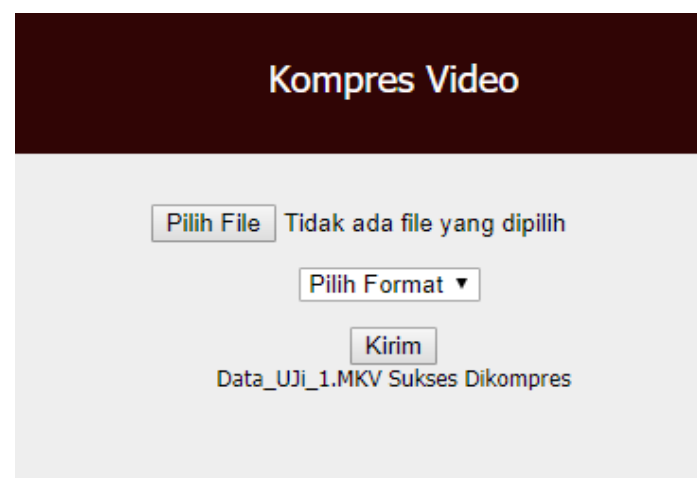 Kompres Video
Pilih File Tidak ada file yang dipilih
Pilih Format
Kirim
Data_UJi_1.MKV Sukses Dikompres